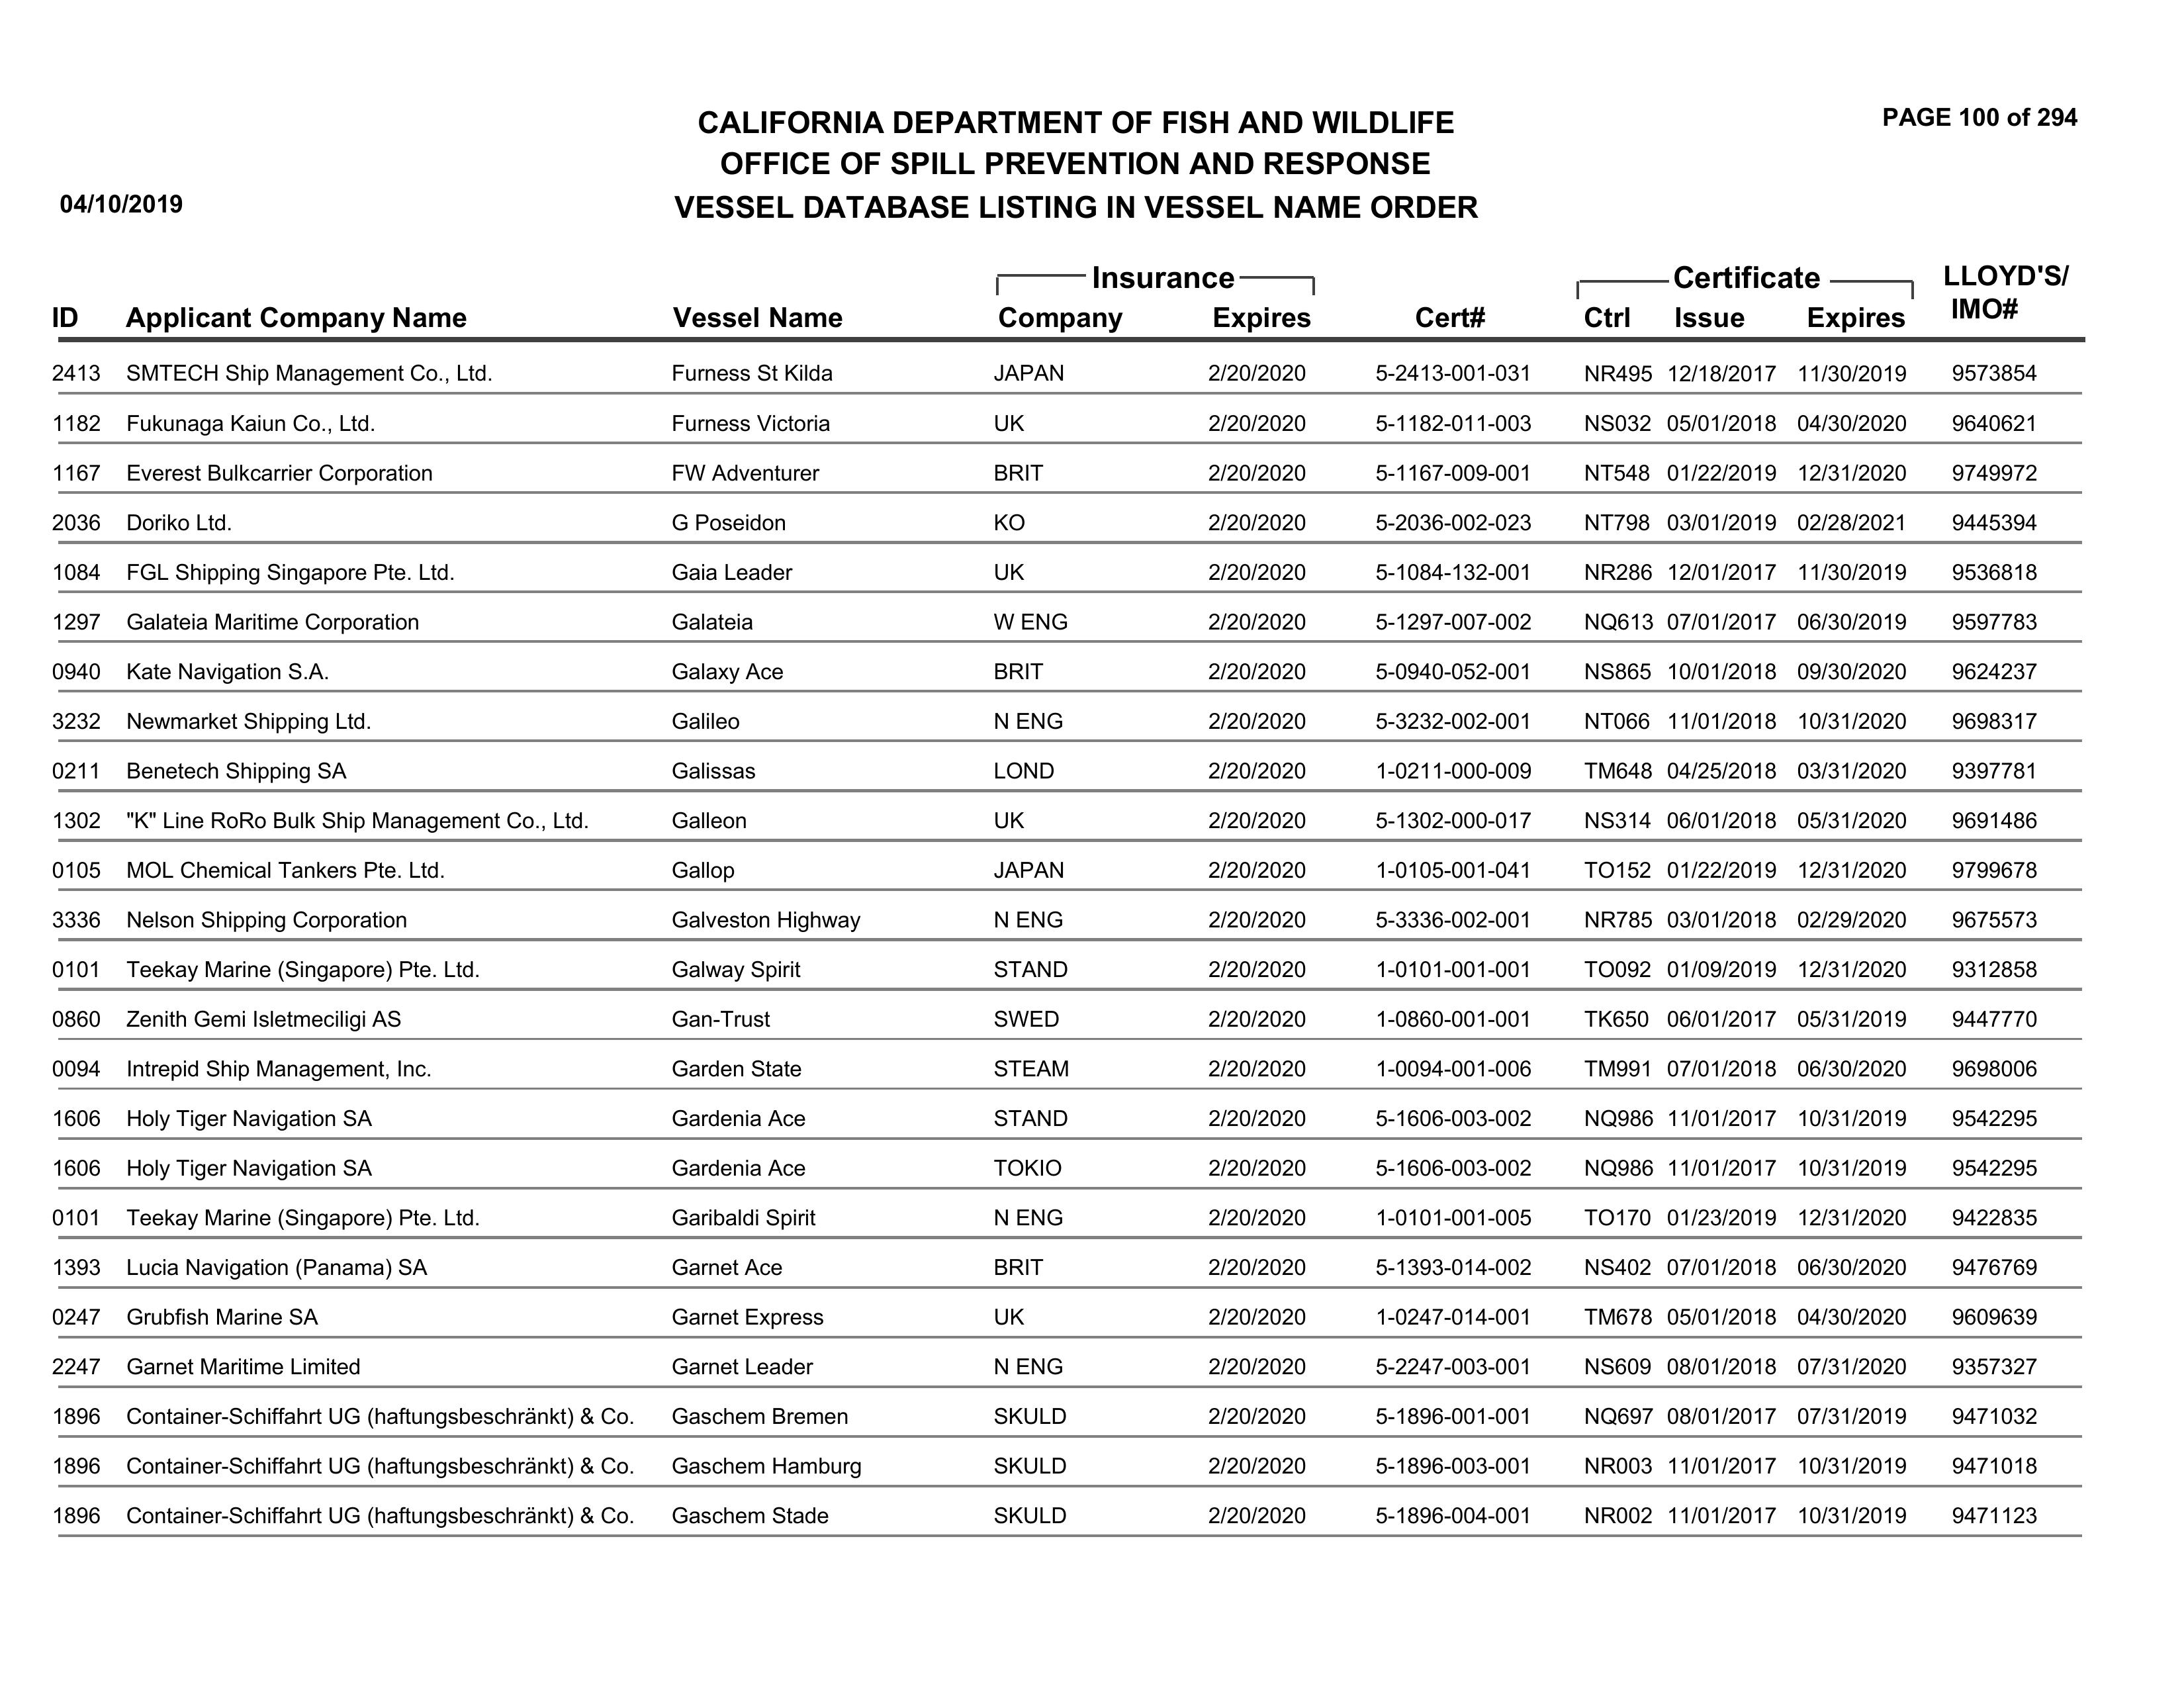 PAGE 100 of 294
CALIFORNIA DEPARTMENT OF FISH AND WILDLIFE
OFFICE OF SPILL PREVENTION AND RESPONSE
04/10/2019 VESSEL DATABASE LISTING IN VESSEL NAME ORDER
Insurance Certificate LLOYD'S/
ID Applicant Company Name Vessel Name Company Expires Cert# Ctrl Issue Expires IMO#
2413 SMTECH Ship Management Co., Ltd. Furness St Kilda JAPAN 2/20/2020 5-2413-001-031 NR495 12/18/2017 11/30/2019 9573854
1182 Fukunaga Kaiun Co., Ltd. Furness Victoria UK 2/20/2020 5-1182-011-003 NS032 05/01/2018 04/30/2020 9640621
1167 Everest Bulkcarrier Corporation FW Adventurer BRIT 2/20/2020 5-1167-009-001 NT548 01/22/2019 12/31/2020 9749972
2036 Doriko Ltd. G Poseidon KO 2/20/2020 5-2036-002-023 NT798 03/01/2019 02/28/2021 9445394
1084 FGL Shipping Singapore Pte. Ltd. Gaia Leader UK 2/20/2020 5-1084-132-001 NR286 12/01/2017 11/30/2019 9536818
1297 Galateia Maritime Corporation Galateia W ENG 2/20/2020 5-1297-007-002 NQ613 07/01/2017 06/30/2019 9597783
0940 Kate Navigation S.A. Galaxy Ace BRIT 2/20/2020 5-0940-052-001 NS865 10/01/2018 09/30/2020 9624237
3232 Newmarket Shipping Ltd. Galileo N ENG 2/20/2020 5-3232-002-001 NT066 11/01/2018 10/31/2020 9698317
0211 Benetech Shipping SA Galissas LOND 2/20/2020 1-0211-000-009 TM648 04/25/2018 03/31/2020 9397781
1302 "K" Line RoRo Bulk Ship Management Co., Ltd. Galleon UK 2/20/2020 5-1302-000-017 NS314 06/01/2018 05/31/2020 9691486
0105 MOL Chemical Tankers Pte. Ltd. Gallop JAPAN 2/20/2020 1-0105-001-041 TO152 01/22/2019 12/31/2020 9799678
3336 Nelson Shipping Corporation Galveston Highway N ENG 2/20/2020 5-3336-002-001 NR785 03/01/2018 02/29/2020 9675573
0101 Teekay Marine (Singapore) Pte. Ltd. Galway Spirit STAND 2/20/2020 1-0101-001-001 TO092 01/09/2019 12/31/2020 9312858
0860 Zenith Gemi Isletmeciligi AS Gan-Trust SWED 2/20/2020 1-0860-001-001 TK650 06/01/2017 05/31/2019 9447770
0094 Intrepid Ship Management, Inc. Garden State STEAM 2/20/2020 1-0094-001-006 TM991 07/01/2018 06/30/2020 9698006
1606 Holy Tiger Navigation SA Gardenia Ace STAND 2/20/2020 5-1606-003-002 NQ986 11/01/2017 10/31/2019 9542295
1606 Holy Tiger Navigation SA Gardenia Ace TOKIO 2/20/2020 5-1606-003-002 NQ986 11/01/2017 10/31/2019 9542295
0101 Teekay Marine (Singapore) Pte. Ltd. Garibaldi Spirit N ENG 2/20/2020 1-0101-001-005 TO170 01/23/2019 12/31/2020 9422835
1393 Lucia Navigation (Panama) SA Garnet Ace BRIT 2/20/2020 5-1393-014-002 NS402 07/01/2018 06/30/2020 9476769
0247 Grubfish Marine SA Garnet Express UK 2/20/2020 1-0247-014-001 TM678 05/01/2018 04/30/2020 9609639
2247 Garnet Maritime Limited Garnet Leader N ENG 2/20/2020 5-2247-003-001 NS609 08/01/2018 07/31/2020 9357327
1896 Container-Schiffahrt UG (haftungsbeschränkt) & Co. Gaschem Bremen SKULD 2/20/2020 5-1896-001-001 NQ697 08/01/2017 07/31/2019 9471032
1896 Container-Schiffahrt UG (haftungsbeschränkt) & Co. Gaschem Hamburg SKULD 2/20/2020 5-1896-003-001 NR003 11/01/2017 10/31/2019 9471018
1896 Container-Schiffahrt UG (haftungsbeschränkt) & Co. Gaschem Stade SKULD 2/20/2020 5-1896-004-001 NR002 11/01/2017 10/31/2019 9471123